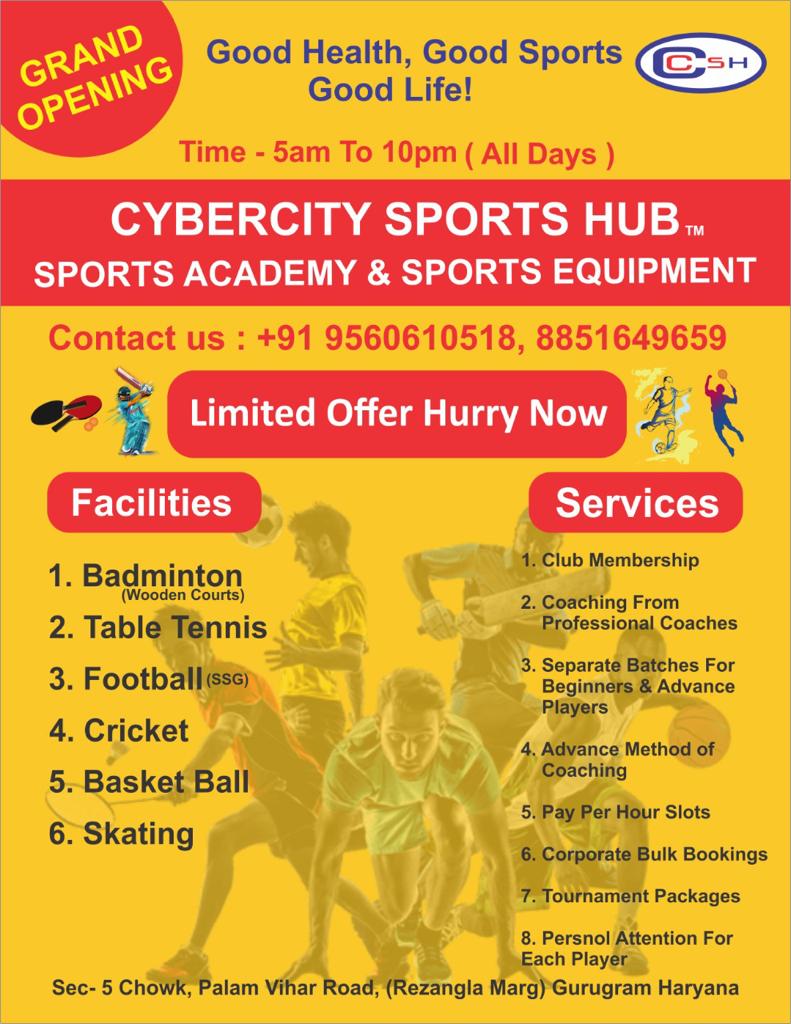 GRAND
OPENING
Good Health, Good Sports
Good Life!
CCSH
Time - 5am To 10pm ( All Days )
CYBERCITY SPORTS HUB TM
SPORTS ACADEMY & SPORTS EQUIPMENT
Contact us : +91 9560610518, 8851649659
Limited Offer Hurry Now
Facilities
1. Badminton
(Wooden Courts)
2. Table Tennis
3. Football (SSG)
4. Cricket
5. Basket Ball
6. Skating
Services
1. Club Membership
2. Coaching From
Professional Coaches
3. Separate Batches For
Beginners & Advance
Players
4. Advance Method of
Coaching
5. Pay Per Hour Slots
6. Corporate Bulk Bookings
7. Tournament Packages
8. Persnol Attention For
Each Player
Sec- 5 Chowk, Palam Vihar Road, (Rezangla Marg) Gurugram Haryana